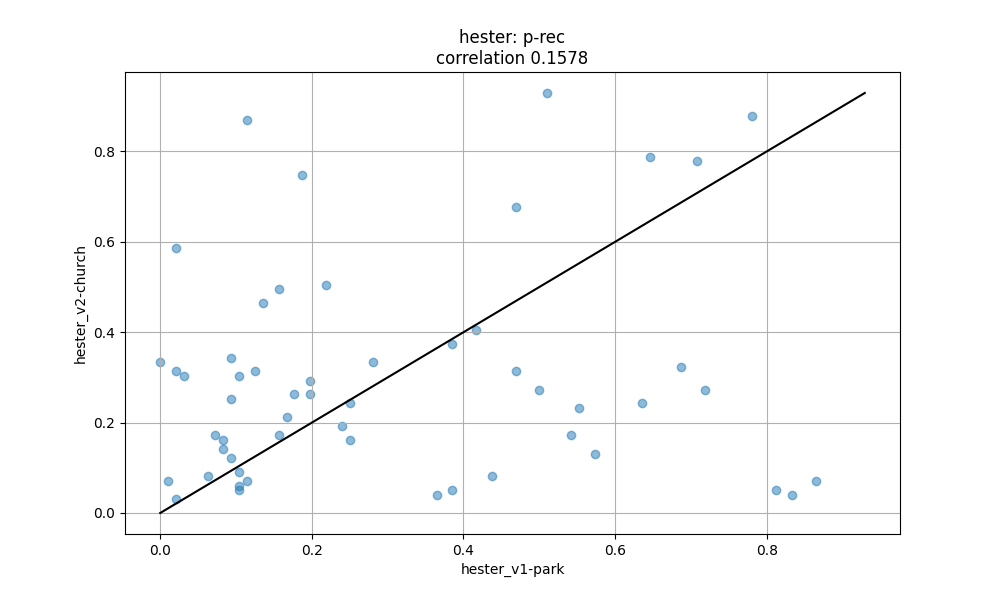 hester: p-rec
correlation 0.1578
hester_v2-church
0.8
0.6
0.4
0.2
0.0
0.0 0.2 0.4 0.6 0.8
hester_v1-park